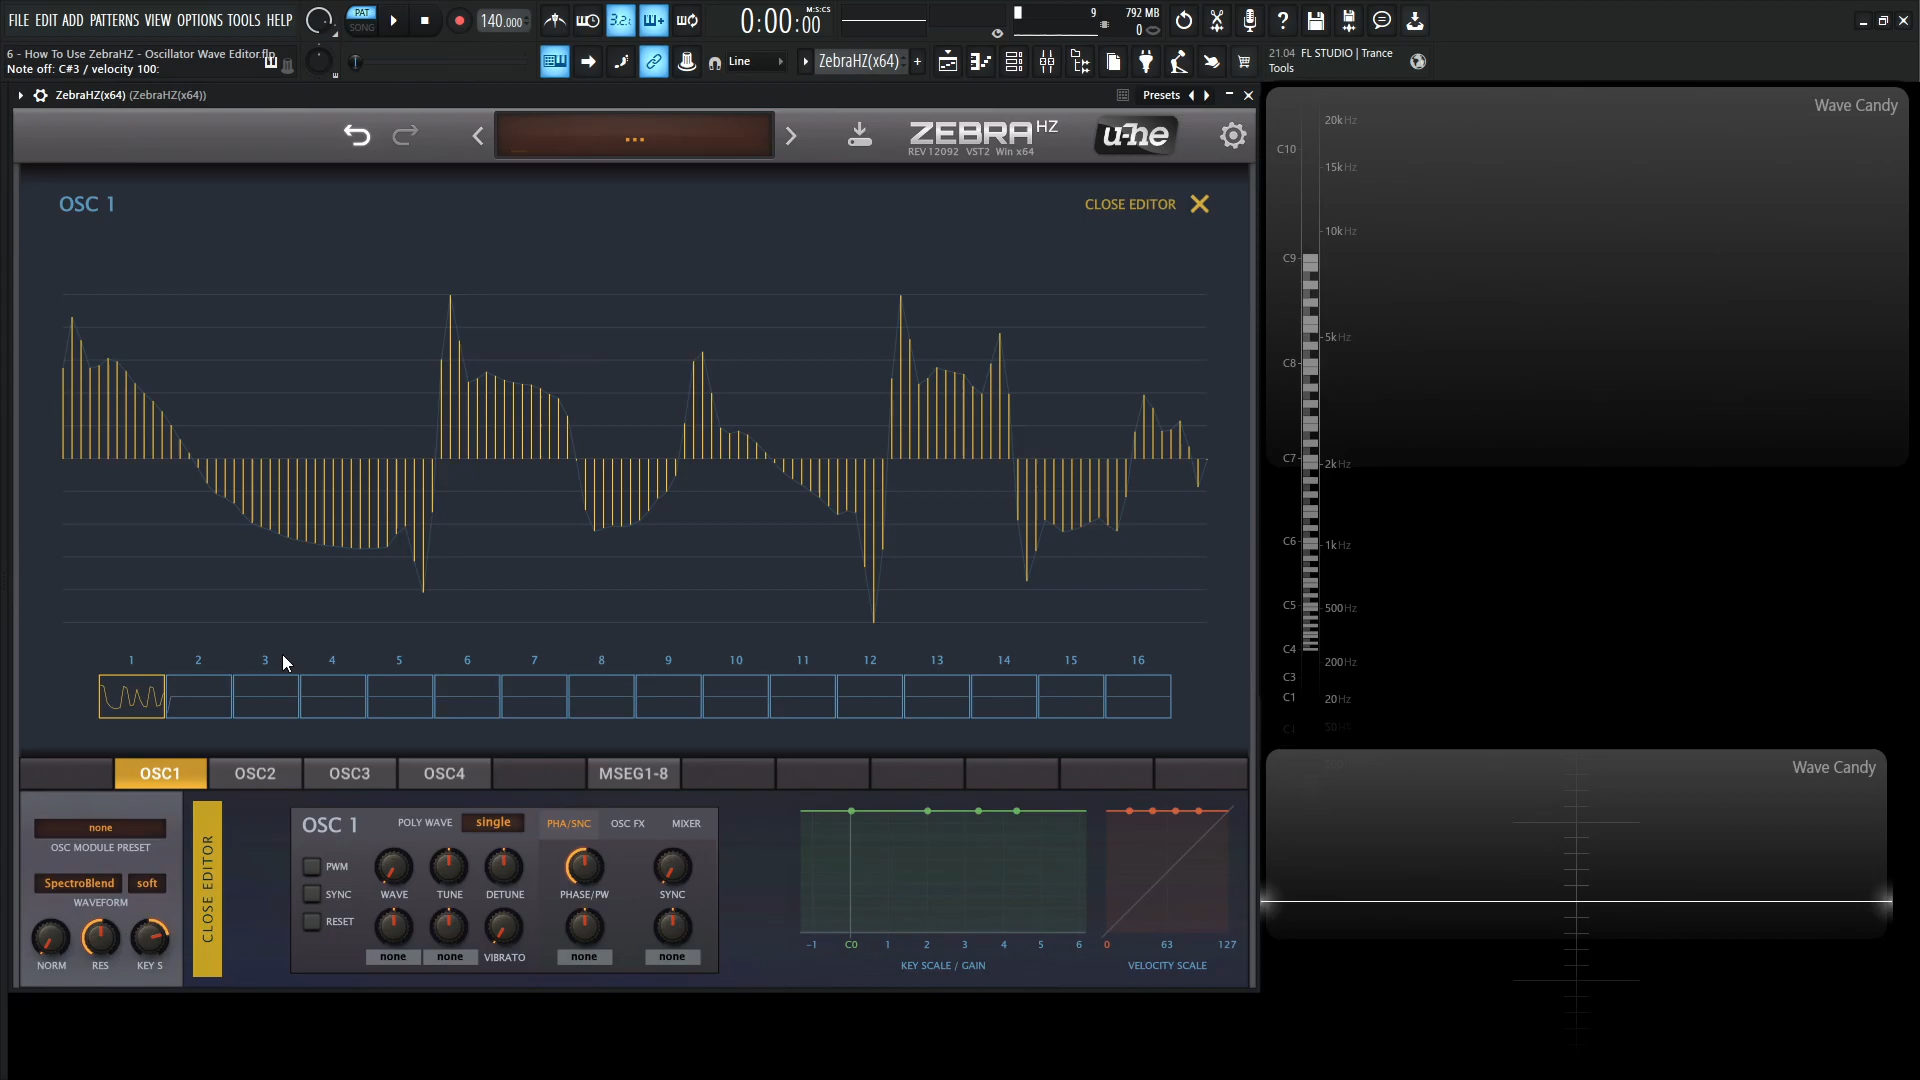 FILE EDIT ADD PATTERNS VIEW OPTIONS TOOLS HELP
PAT
SONG
140.000
3.2.
0:00:00
M:S:CS
9
792 MB
0
6 - How To Use ZebraHZ - Oscillator Wave Editor.flp
Note off: C#3 / velocity 100:
Line
ZebraHZ(x64)
+
21.04 FL STUDIO | Trance
Tools
ZebraHZ(x64) (ZebraHZ(x64))
Presets
...
ZEBRA HZ
REV 12092 VST2 Win x64
u-he
OSC 1
CLOSE EDITOR
1 2 3 4 5 6 7 8 9 10 11 12 13 14 15 16
OSC1 OSC2 OSC3 OSC4 MSEG1-8
none
OSC MODULE PRESET
SpectroBlend soft
WAVEFORM
NORM RES KEY S
CLOSE EDITOR
OSC 1
POLY WAVE single
PHA/SNC OSC FX MIXER
PWM
SYNC
RESET
WAVE TUNE DETUNE PHASE/PW SYNC
none none VIBRATO none none
-1 C0 1 2 3 4 5 6
KEY SCALE / GAIN
0 63 127
VELOCITY SCALE
Wave Candy
20kHz
C10
15kHz
10kHz
C9
5kHz
C8
C7
2kHz
C6
1kHz
C5
500Hz
C4
200Hz
C3
C1
20Hz
Wave Candy